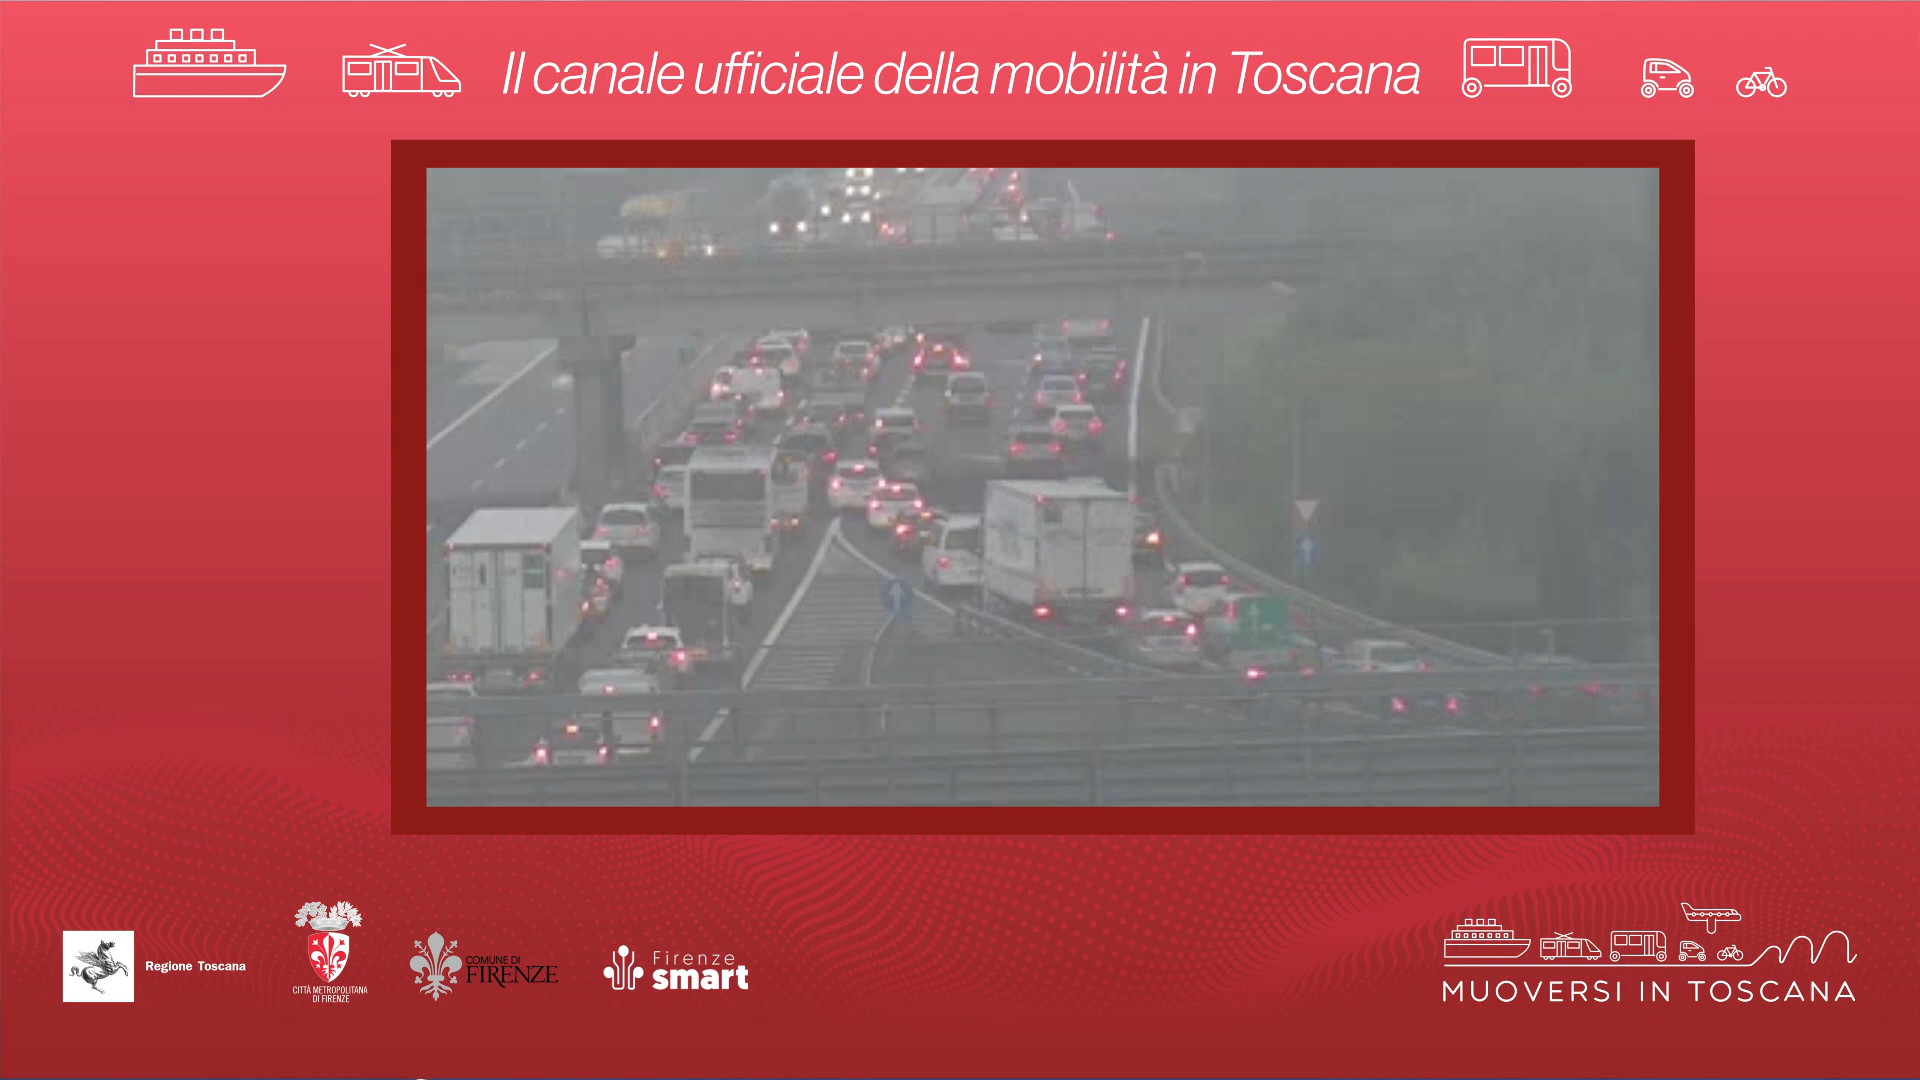 Il canale ufficiale della mobilità in Toscana
Regione Toscana
CITTÀ METROPOLITANA
DI FIRENZE
COMUNE DI
FIRENZE
Firenze
smart
MUOVERSI IN TOSCANA